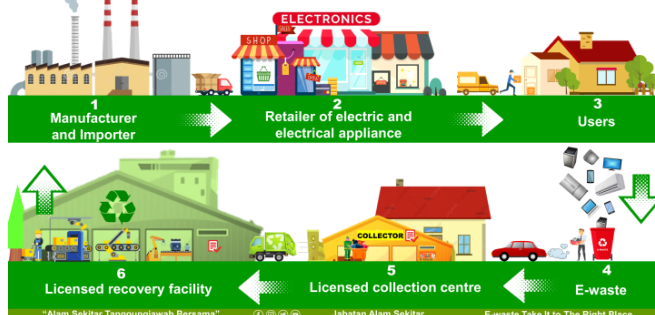 ELECTRONICS
SHOP
1
Manufacturer
and Importer
2
Retailer of electric and
electrical appliance
3
Users
COLLECTOR
6
Licensed recovery facility
5
Licensed collection centre
4
E-waste
"Alam Sekitar Tanggungjawab Bersama"
Jabatan Alam Sekitar
E-waste Take It to The Right Place